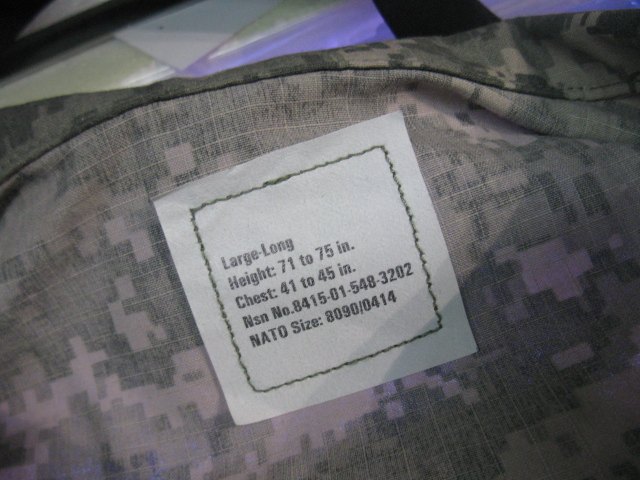 Large-Long
Height: 71 to 75 in.
Chest: 41 to 45 in.
Nsn No.8415-01-548-3202
NATO Size: 8090/0414